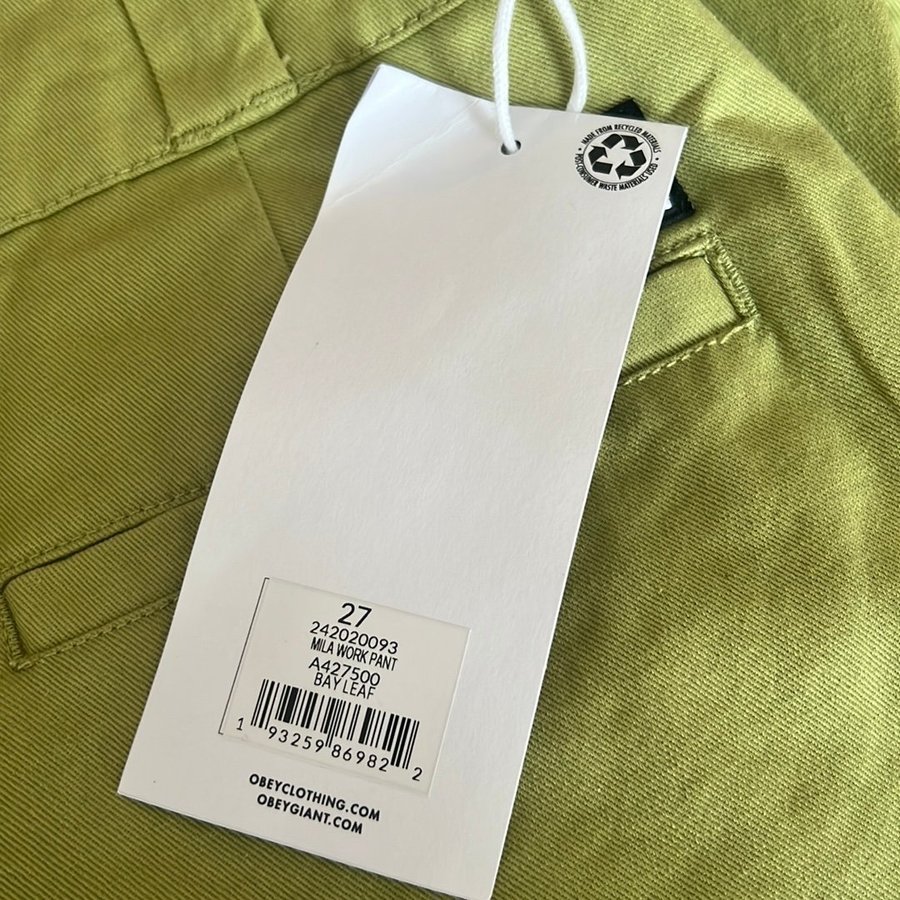 MADE FROM RECYCLED MATERIALS
POST-CONSUMER WASTE MATERIALS USED
27
242020093
MILA WORK PANT
A427500
BAY LEAF
1 93259 86982 2
OBEYCLOTHING.COM
OBEYGIANT.COM